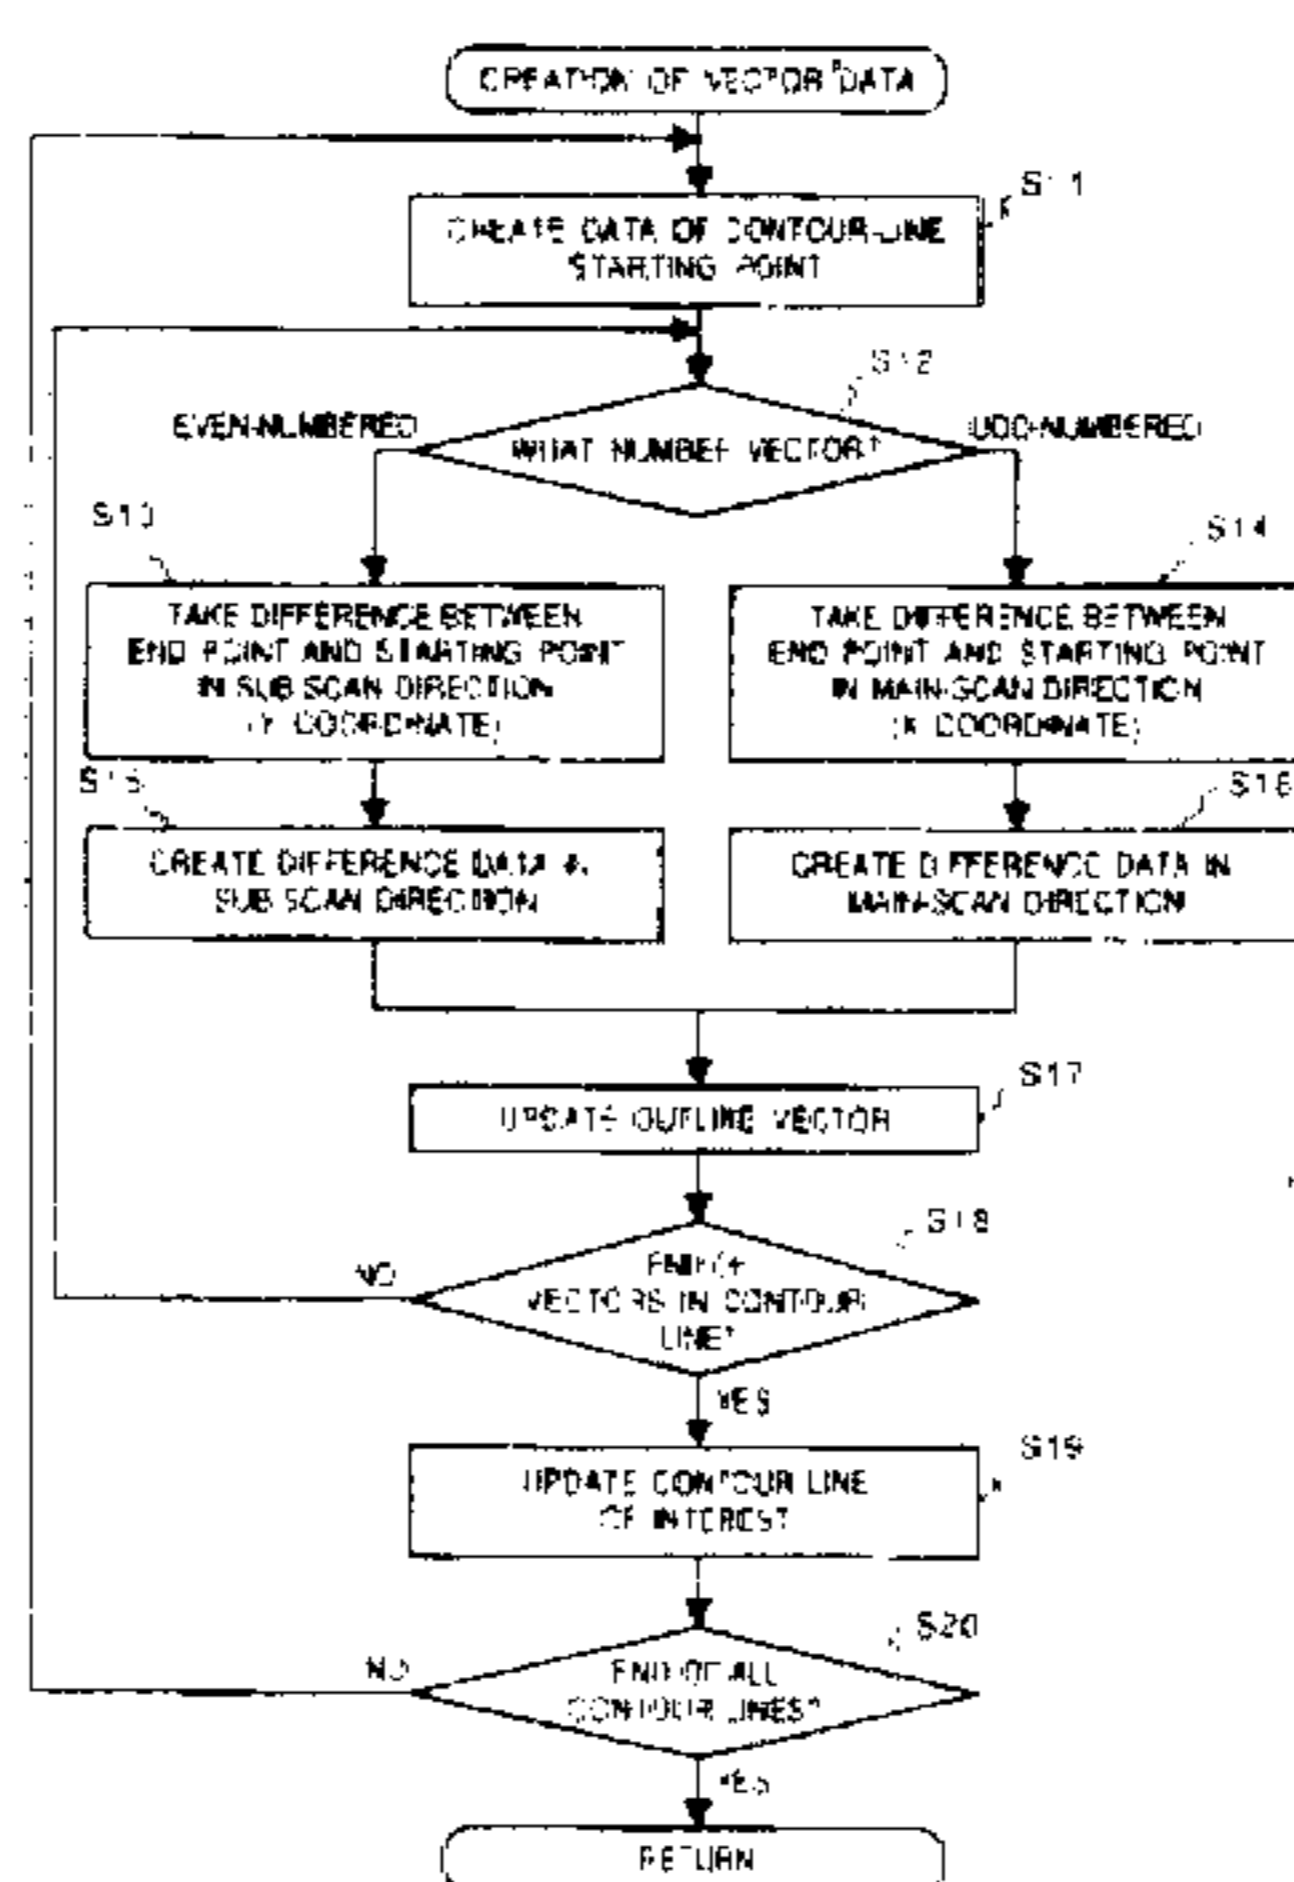 CREATION OF VECTOR DATA
S11
CREATE DATA OF CONTOUR-LINE
STARTING POINT
S12
EVEN-NUMBERED
WHAT NUMBER VECTOR?
ODD-NUMBERED
S13
S14
TAKE DIFFERENCE BETWEEN
END POINT AND STARTING POINT
IN SUB SCAN DIRECTION
(Y COORDINATE)
TAKE DIFFERENCE BETWEEN
END POINT AND STARTING POINT
IN MAIN-SCAN DIRECTION
(X COORDINATE)
S15
S16
CREATE DIFFERENCE DATA IN
SUB SCAN DIRECTION
CREATE DIFFERENCE DATA IN
MAIN-SCAN DIRECTION
S17
UPDATE OUTLINE VECTOR
S18
NO
END OF
VECTORS IN CONTOUR
LINE?
YES
S19
UPDATE CONTOUR LINE
OF INTEREST
S20
NO
END OF ALL
CONTOUR LINES?
YES
RETURN